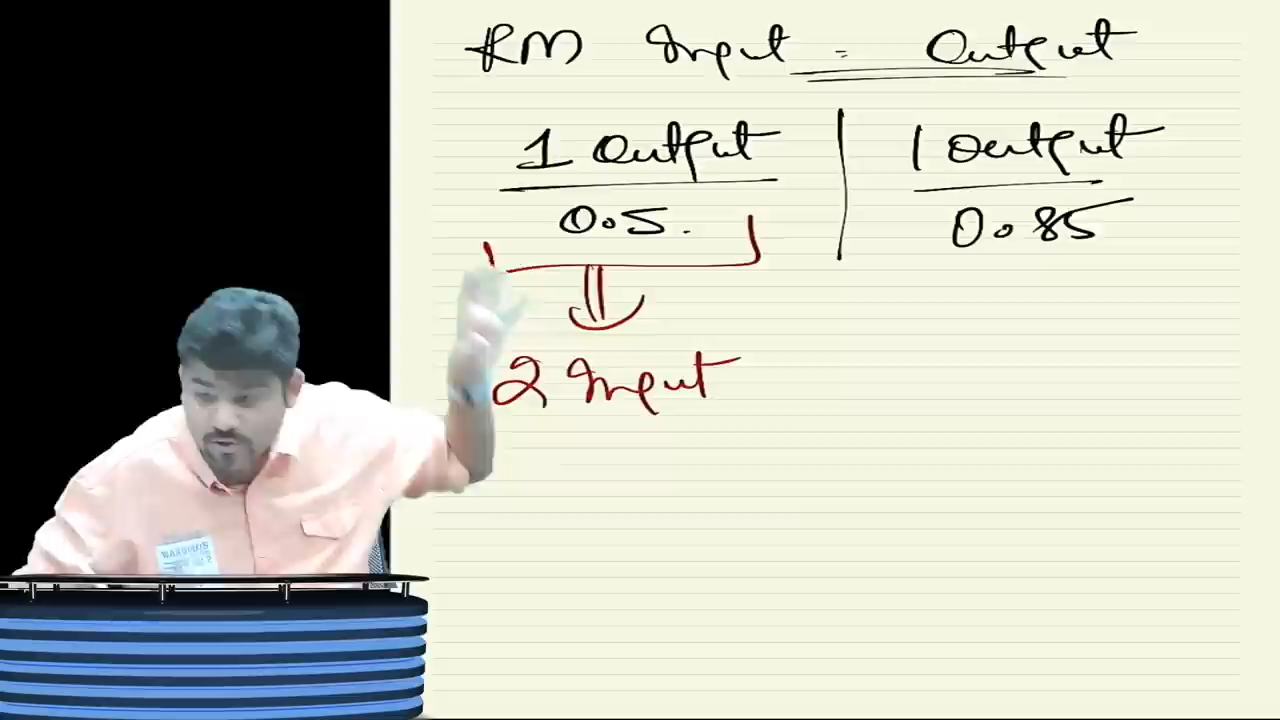 RM Input = Output
1 Output | 1 Output
0.5. 0.85
2 Input